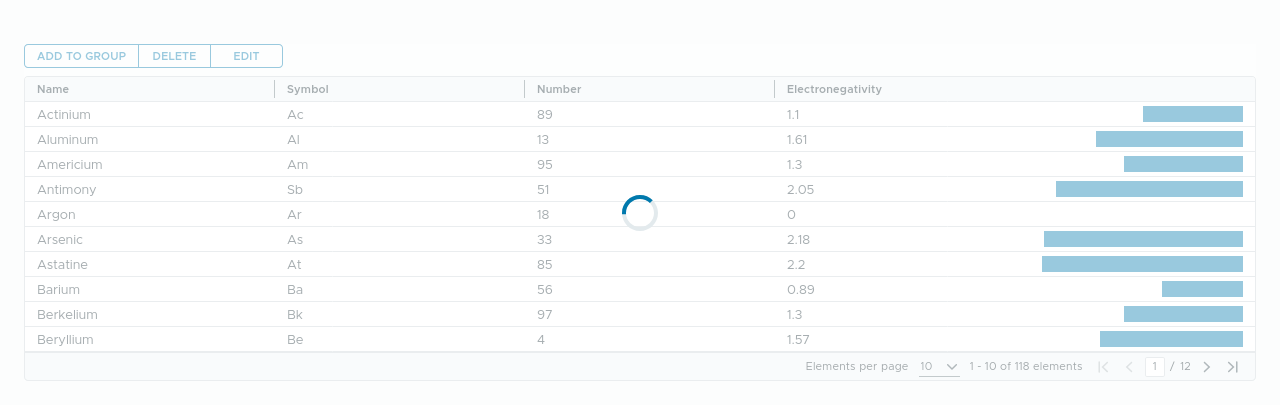 ADD TO GROUP DELETE EDIT
Name Symbol Number Electronegativity
Actinium Ac 89 1.1
Aluminum Al 13 1.61
Americium Am 95 1.3
Antimony Sb 51 2.05
Argon Ar 18 0
Arsenic As 33 2.18
Astatine At 85 2.2
Barium Ba 56 0.89
Berkelium Bk 97 1.3
Beryllium Be 4 1.57
Elements per page 10 1 - 10 of 118 elements 1 / 12